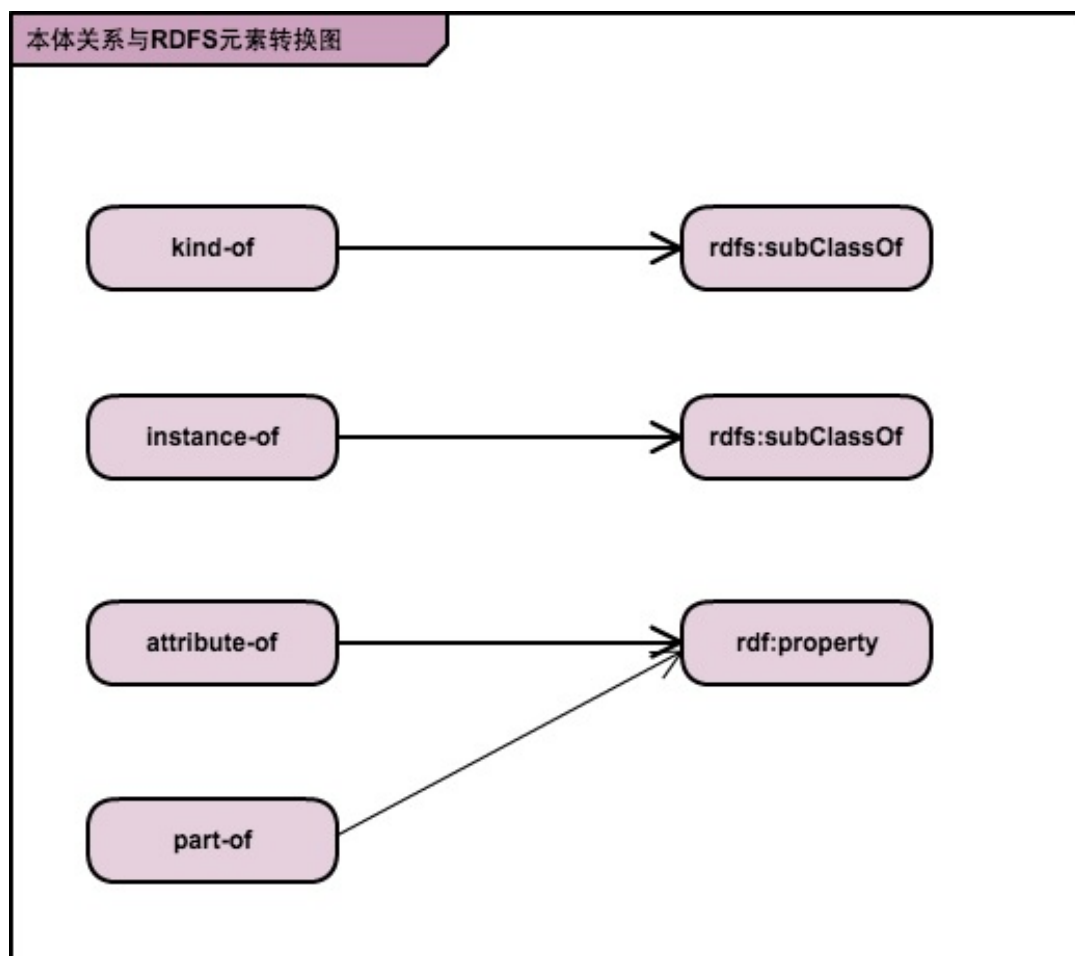 本体关系与RDFS元素转换图
kind-of
rdfs:subClassOf
instance-of
rdfs:subClassOf
attribute-of
rdf:property
part-of